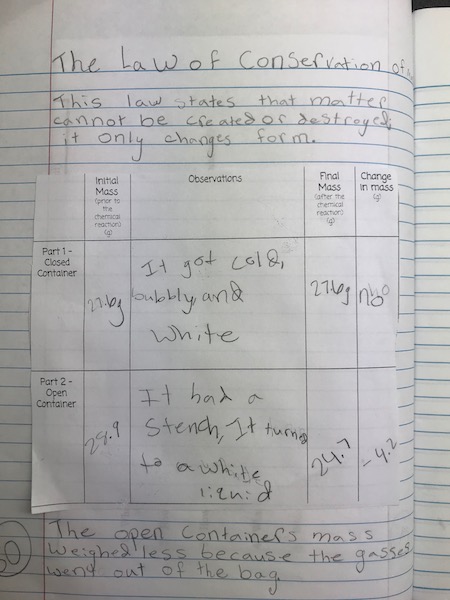 The Law of Conservation of
This law states that matter
cannot be created or destroyed,
it only changes form.
Initial Mass (prior to the chemical reaction) (g)
Observations
Final Mass (after the chemical reaction) (g)
Change in mass (g)
Part 1 - Closed Container
27.6g
It got cold,
bubbly, and
white
27.6g
no
Part 2 - Open Container
It had a
stench, It turned
to a white
liquid
24.7
-4.2
The open containers mass
weighed less because the gasses
went out of the bag